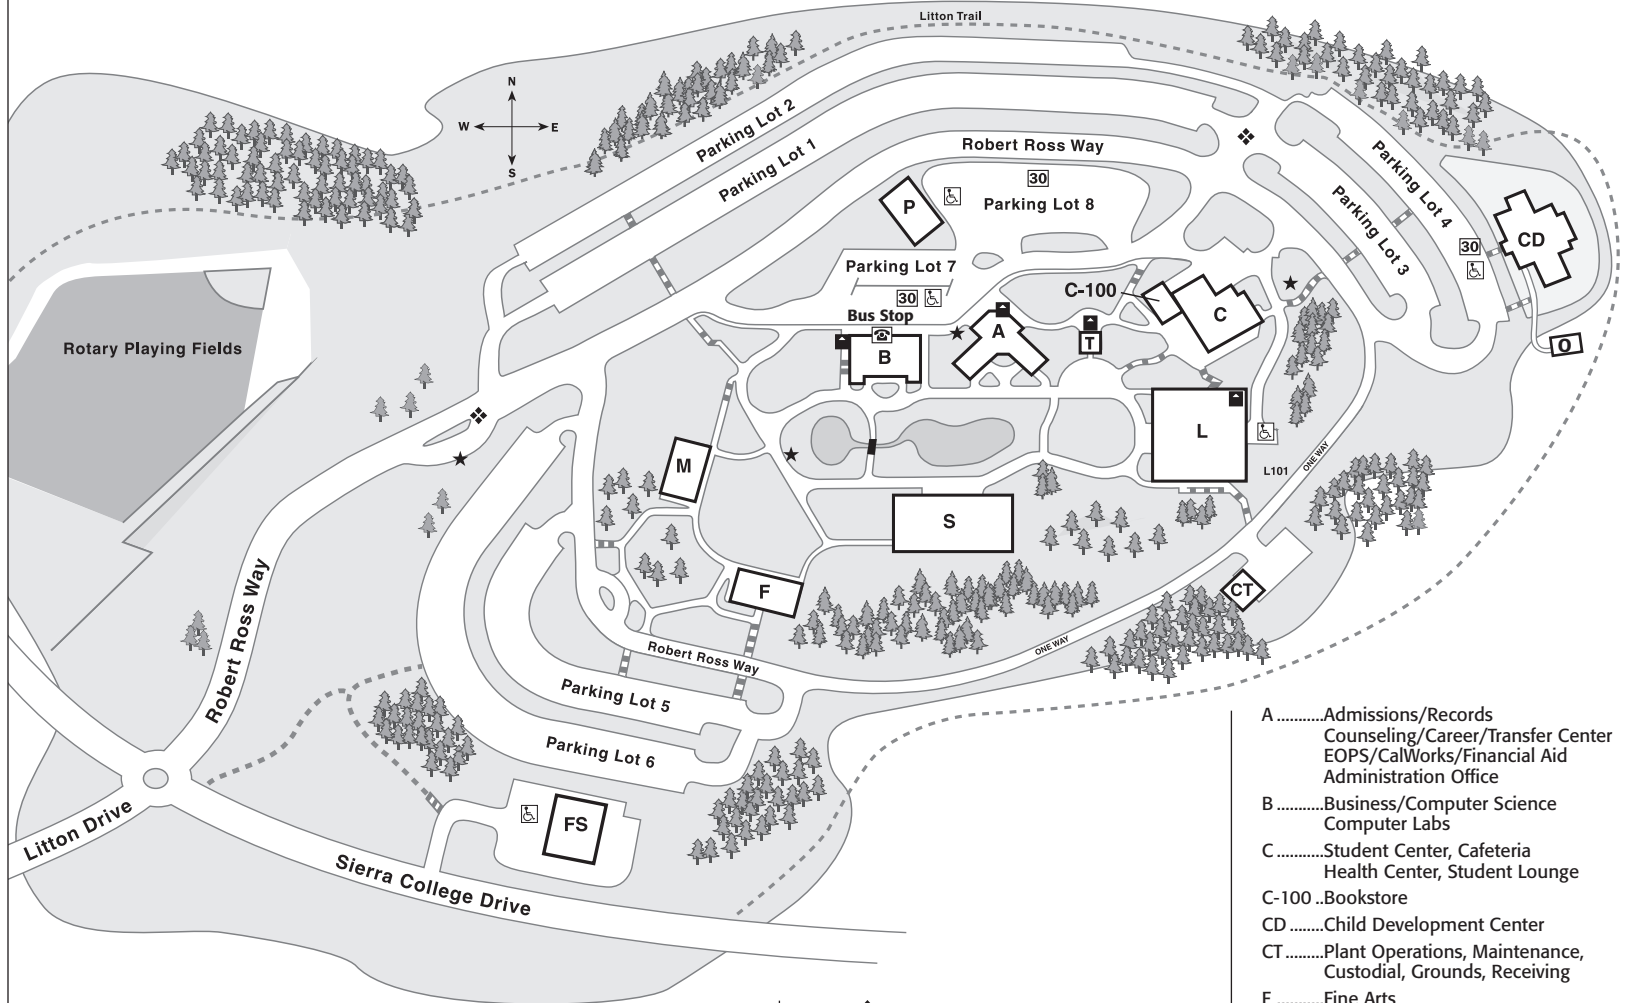 Litton Trail
N
W E
S
Parking Lot 2
Parking Lot 1
Robert Ross Way
30
Parking Lot 8
P
Parking Lot 4
Parking Lot 3
30
CD
O
Parking Lot 7
30
Bus Stop
C-100
C
A
T
B
Rotary Playing Fields
M
L
L101
ONE WAY
S
F
CT
ONE WAY
Robert Ross Way
Robert Ross Way
Parking Lot 5
Parking Lot 6
FS
Litton Drive
Sierra College Drive
A ...........Admissions/Records
Counseling/Career/Transfer Center
EOPS/CalWorks/Financial Aid
Administration Office
B ...........Business/Computer Science
Computer Labs
C ...........Student Center, Cafeteria
Health Center, Student Lounge
C-100 ..Bookstore
CD ........Child Development Center
CT .........Plant Operations, Maintenance,
Custodial, Grounds, Receiving
F ...........Fine Arts